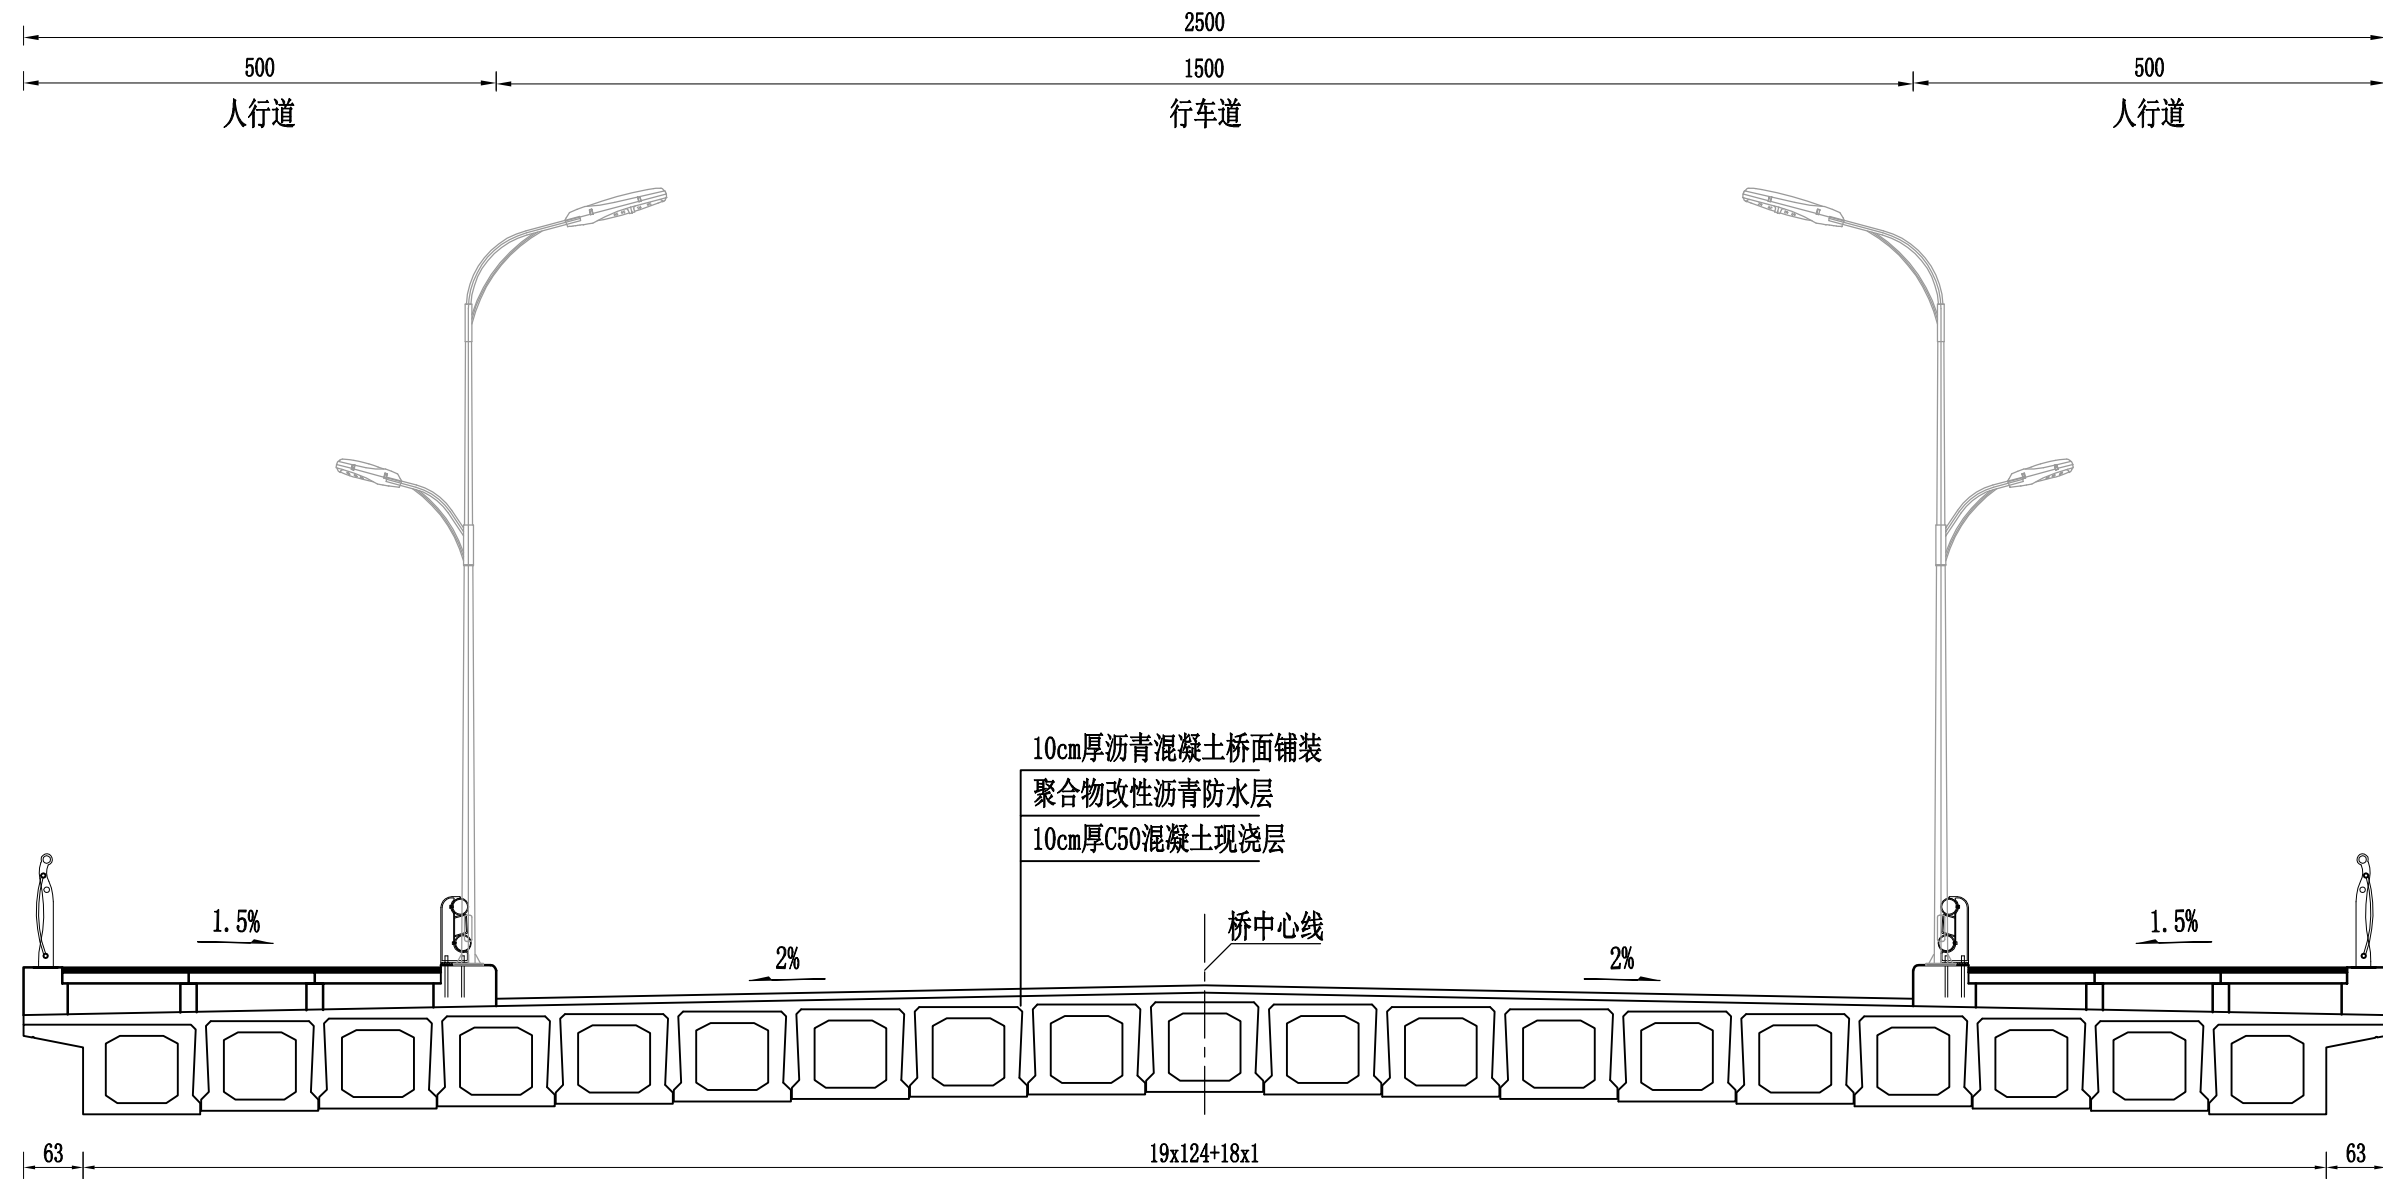 2500
500
1500
500
人行道
行车道
人行道
10cm厚沥青混凝土桥面铺装
聚合物改性沥青防水层
10cm厚C50混凝土现浇层
1.5%
桥中心线
1.5%
2%
2%
63
19x124+18x1
63